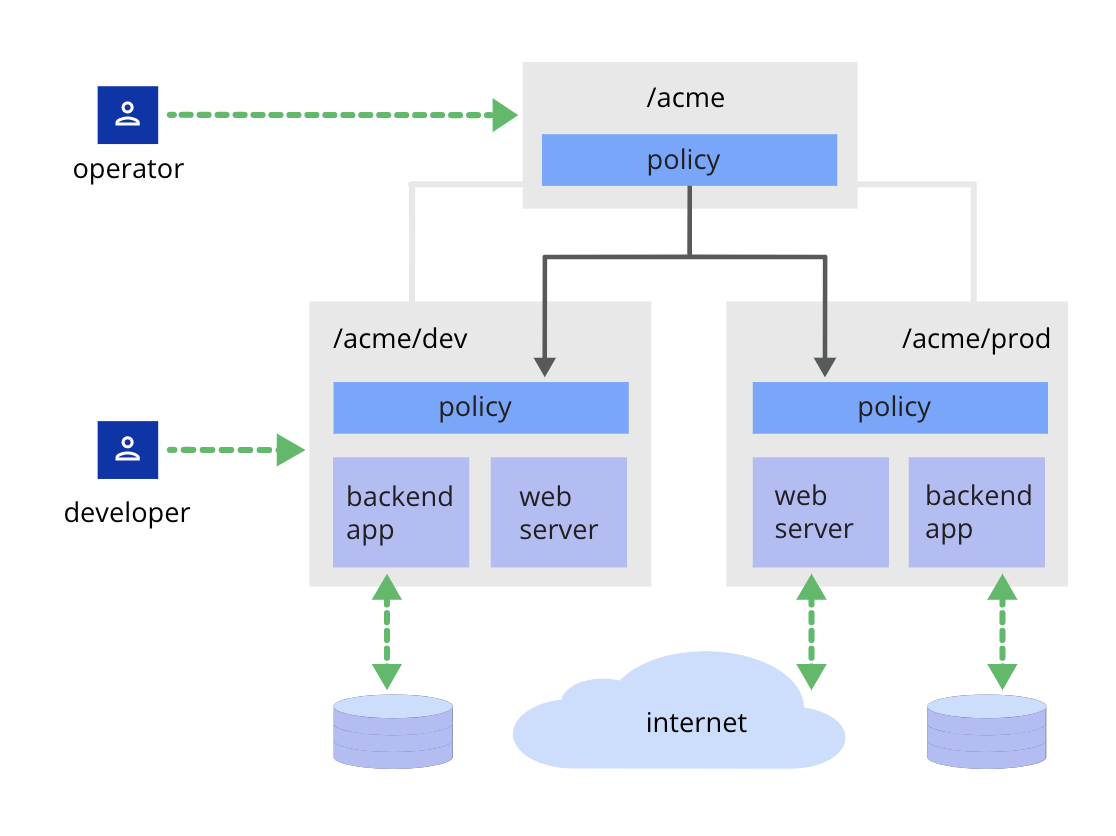 /acme
policy
operator
/acme/dev
/acme/prod
policy
policy
developer
backend
app
web
server
web
server
backend
app
internet